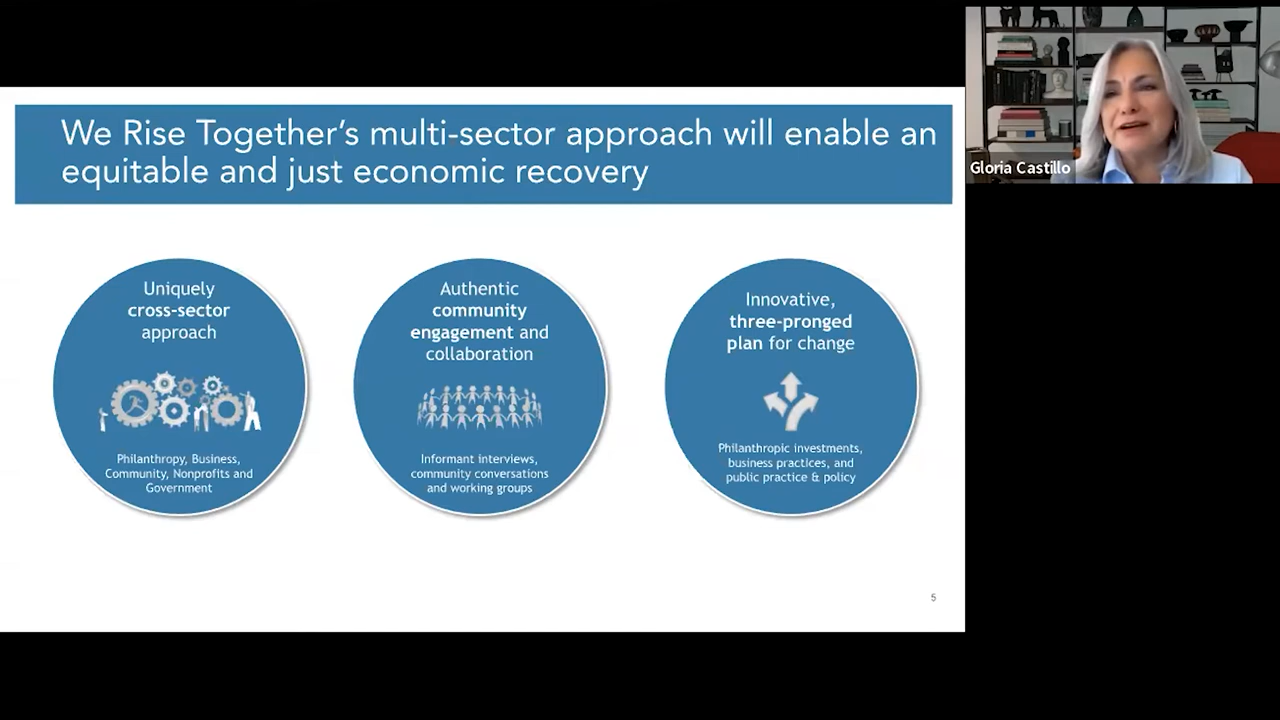 We Rise Together's multi-sector approach will enable an
equitable and just economic recovery
Gloria Castillo
Uniquely
cross-sector
approach
Philanthropy, Business,
Community, Nonprofits and
Government
Authentic
community
engagement and
collaboration
Informant interviews,
community conversations
and working groups
Innovative,
three-pronged
plan for change
Philanthropic investments,
business practices, and
public practice & policy
5